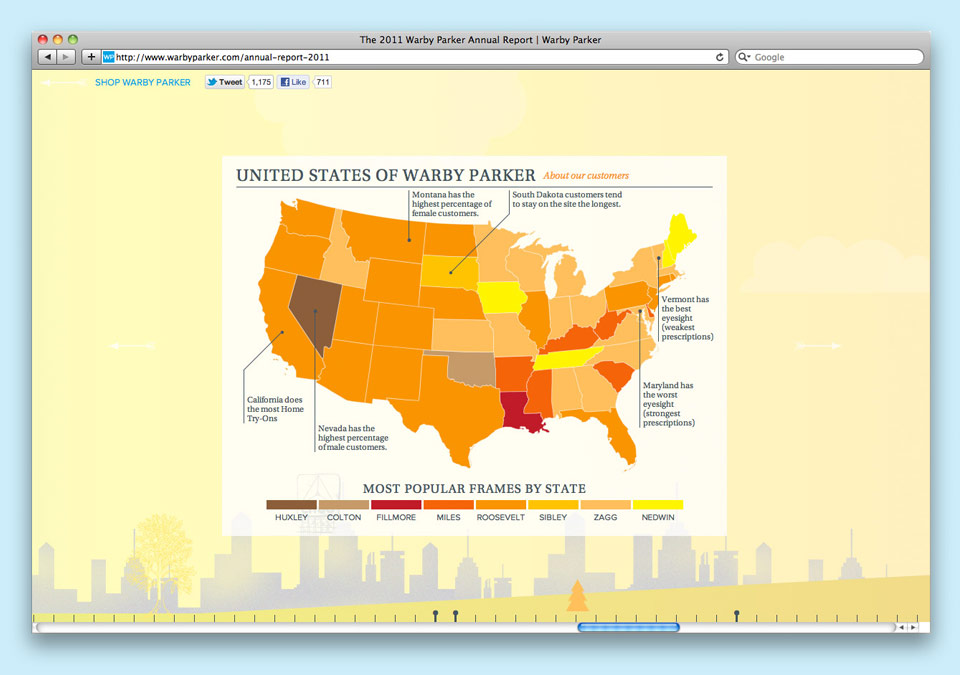 The 2011 Warby Parker Annual Report | Warby Parker
WP http://www.warbyparker.com/annual-report-2011
Google
SHOP WARBY PARKER
Tweet
1,175
Like
711
UNITED STATES OF WARBY PARKER
About our customers
Montana has the
highest percentage of
female customers.
South Dakota customers tend
to stay on the site the longest.
Vermont has
the best
eyesight
(weakest
prescriptions)
Maryland has
the worst
eyesight
(strongest
prescriptions)
California does
the most Home
Try-Ons
Nevada has the
highest percentage
of male customers.
MOST POPULAR FRAMES BY STATE
HUXLEY
COLTON
FILLMORE
MILES
ROOSEVELT
SIBLEY
ZAGG
NEDWIN